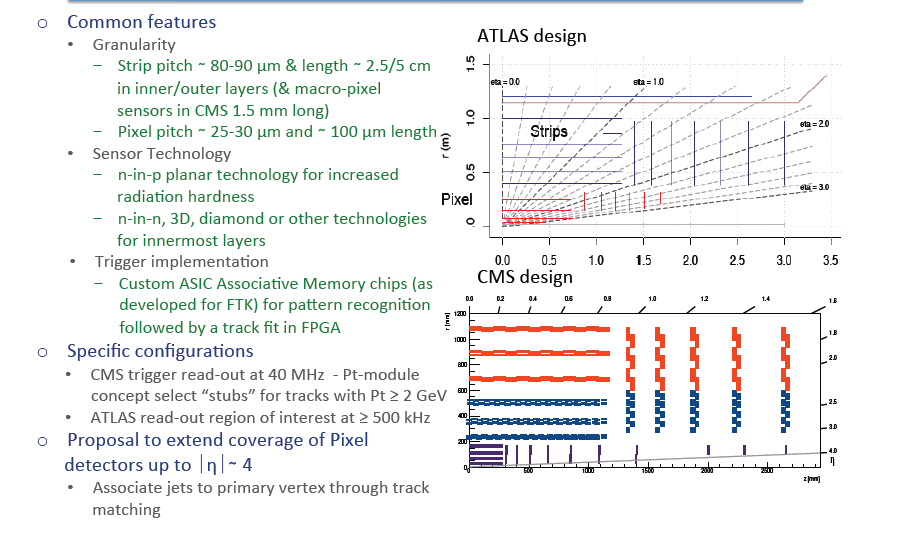 ○ Common features
• Granularity
– Strip pitch ~ 80-90 μm & length ~ 2.5/5 cm
in inner/outer layers (& macro-pixel
sensors in CMS 1.5 mm long)
– Pixel pitch ~ 25-30 μm and ~ 100 μm length
• Sensor Technology
– n-in-p planar technology for increased
radiation hardness
– n-in-n, 3D, diamond or other technologies
for innermost layers
• Trigger implementation
– Custom ASIC Associative Memory chips (as
developed for FTK) for pattern recognition
followed by a track fit in FPGA
○ Specific configurations
• CMS trigger read-out at 40 MHz - Pt-module
concept select “stubs” for tracks with Pt ≥ 2 GeV
• ATLAS read-out region of interest at ≥ 500 kHz
○ Proposal to extend coverage of Pixel
detectors up to |η|~ 4
• Associate jets to primary vertex through track
matching
ATLAS design
eta = 0.0
eta = 1.0
eta = 2.0
eta = 3.0
Strips
Pixel
r (m)
1.5
1.0
0.5
0
0.0 0.5 1.0 1.5 2.0 2.5 3.0 3.5
CMS design
0.0 0.2 0.4 0.6 0.8 1.0 1.2 1.4 1.6
1.8
2.0
2.5
3.0
4.0
η
r [mm]
1200
1000
800
600
400
200
0
0 500 1000 1500 2000 2500
z [mm]